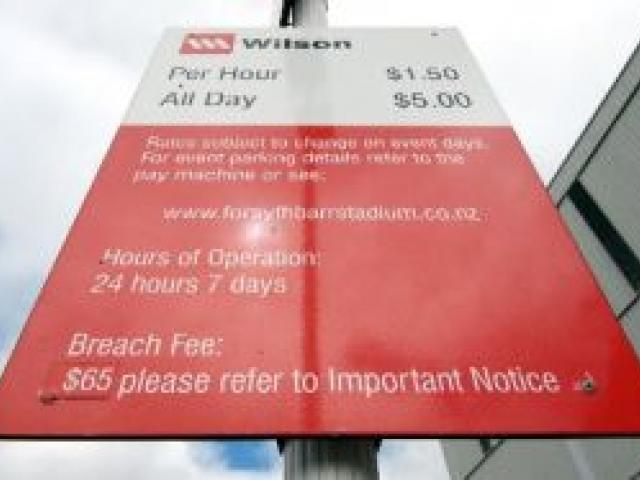 Wilson
Per Hour $1.50
All Day $5.00
Rates subject to change on event days.
For event parking details refer to the
pay machine or see:
www.forsythbarrstadium.co.nz
Hours of Operation:
24 hours 7 days
Breach Fee:
$65 please refer to Important Notice